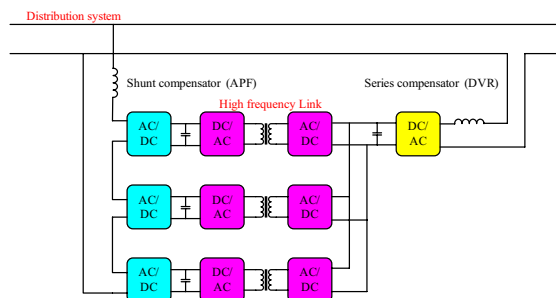 Distribution system
Shunt compensator (APF)
Series compensator (DVR)
High frequency Link
AC/
DC
DC/
AC
AC/
DC
DC/
AC
AC/
DC
DC/
AC
AC/
DC
AC/
DC
DC/
AC
AC/
DC